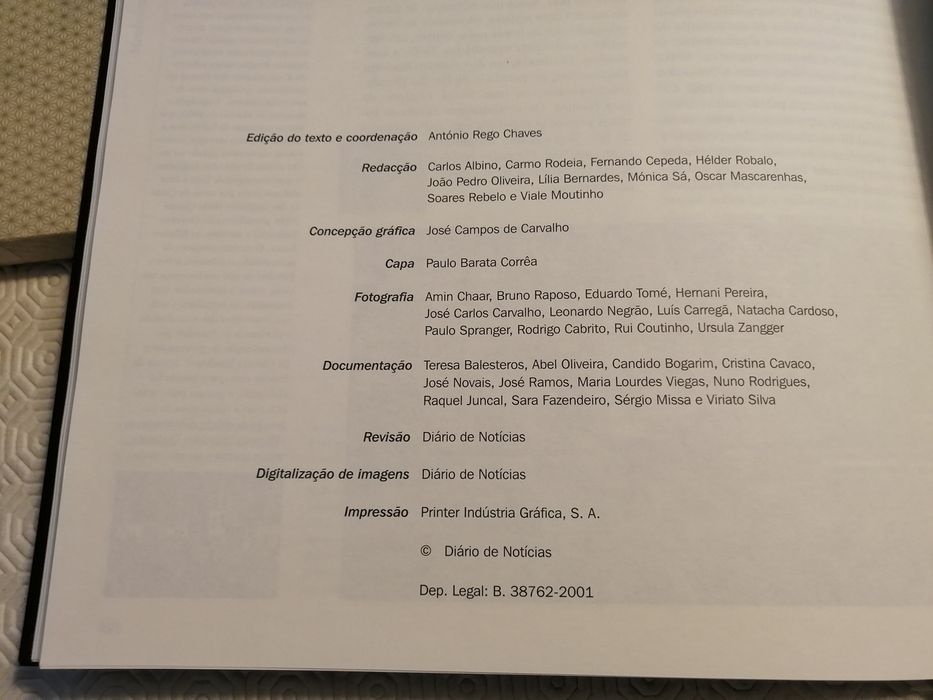 Edição do texto e coordenação António Rego Chaves
Redacção Carlos Albino, Carmo Rodeia, Fernando Cepeda, Hélder Robalo,
João Pedro Oliveira, Lília Bernardes, Mónica Sá, Oscar Mascarenhas,
Soares Rebelo e Viale Moutinho
Concepção gráfica José Campos de Carvalho
Capa Paulo Barata Corrêa
Fotografia Amin Chaar, Bruno Raposo, Eduardo Tomé, Hernani Pereira,
José Carlos Carvalho, Leonardo Negrão, Luís Carregã, Natacha Cardoso,
Paulo Spranger, Rodrigo Cabrito, Rui Coutinho, Ursula Zangger
Documentação Teresa Balesteros, Abel Oliveira, Candido Bogarim, Cristina Cavaco,
José Novais, José Ramos, Maria Lourdes Viegas, Nuno Rodrigues,
Raquel Juncal, Sara Fazendeiro, Sérgio Missa e Viriato Silva
Revisão Diário de Notícias
Digitalização de imagens Diário de Notícias
Impressão Printer Indústria Gráfica, S. A.
© Diário de Notícias
Dep. Legal: B. 38762-2001